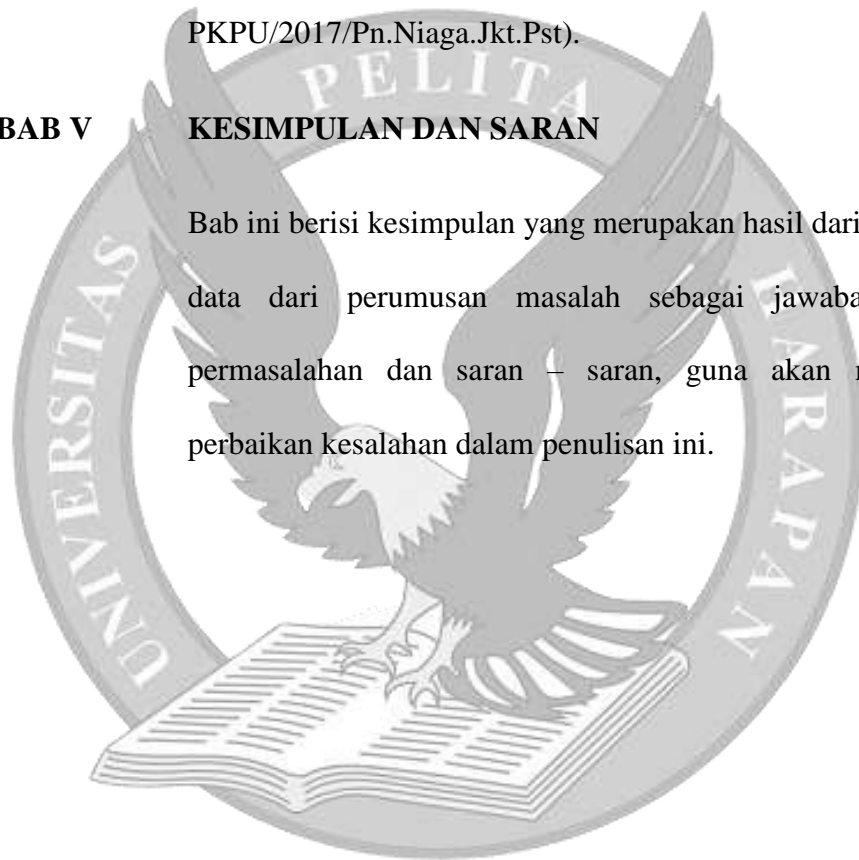 PKPU/2017/Pn.Niaga.Jkt.Pst).
BAB V KESIMPULAN DAN SARAN
Bab ini berisi kesimpulan yang merupakan hasil dari
data dari perumusan masalah sebagai jawaba
permasalahan dan saran – saran, guna akan
perbaikan kesalahan dalam penulisan ini.
UNIVERSITAS PELITA HARAPAN